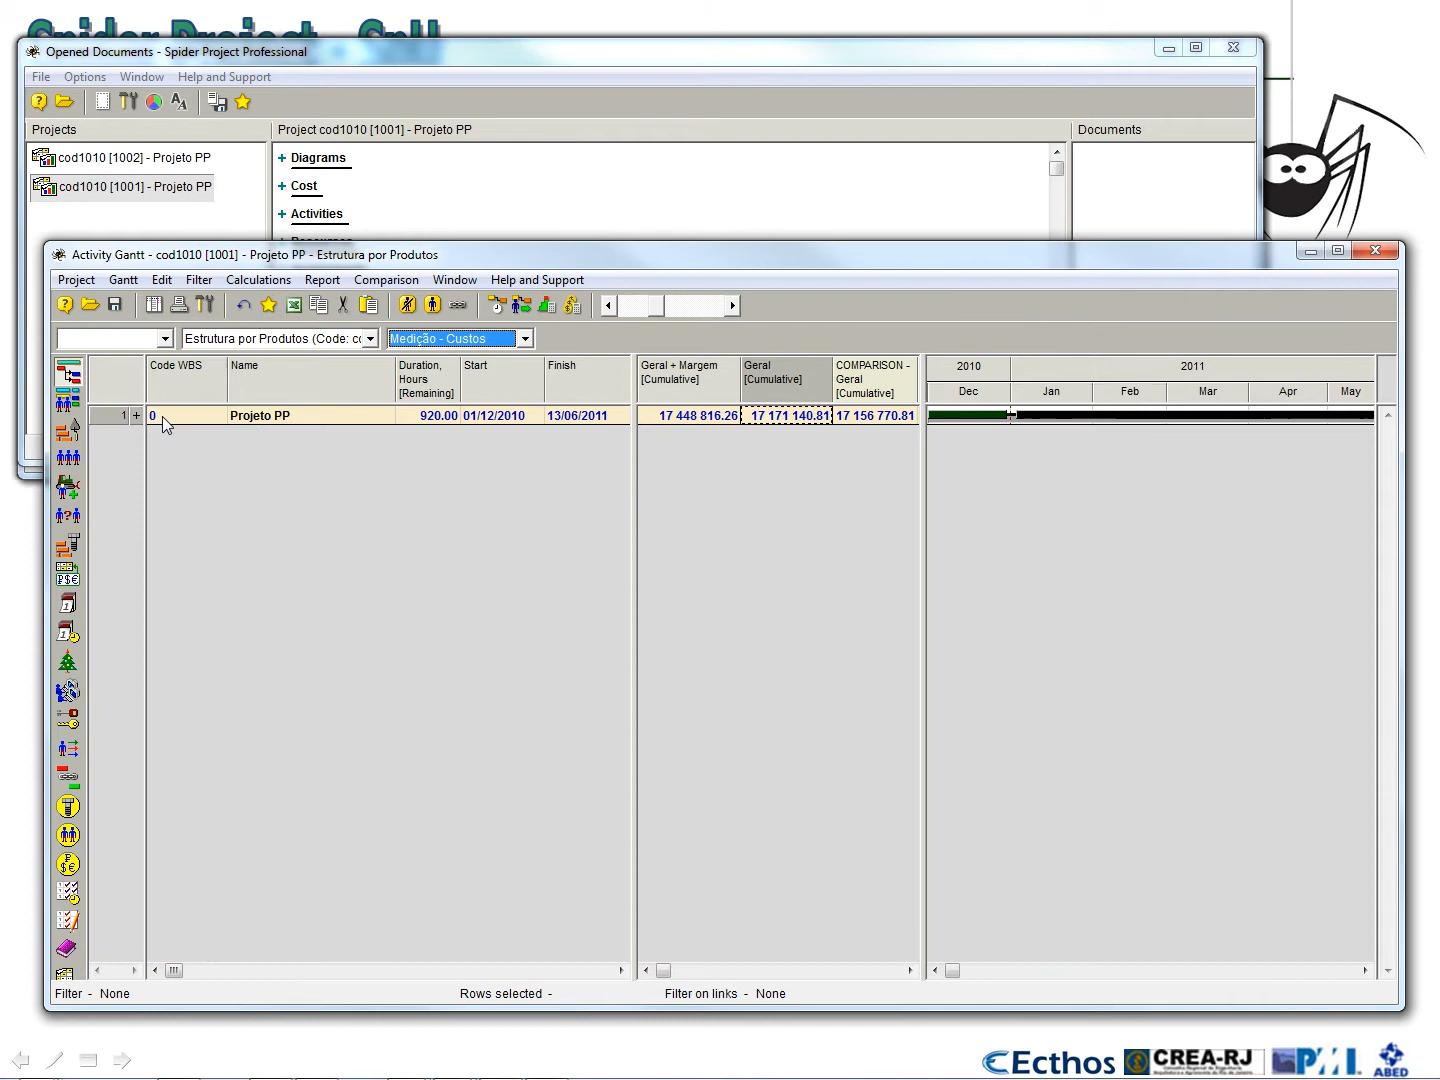 Spider Project - SpU
Opened Documents - Spider Project Professional
File Options Window Help and Support
Projects
Project cod1010 [1001] - Projeto PP
Documents
cod1010 [1002] - Projeto PP
cod1010 [1001] - Projeto PP
+ Diagrams
+ Cost
+ Activities
Activity Gantt - cod1010 [1001] - Projeto PP - Estrutura por Produtos
Project Gantt Edit Filter Calculations Report Comparison Window Help and Support
Estrutura por Produtos (Code: co
Medição - Custos
Code WBS
Name
Duration, Hours [Remaining]
Start
Finish
Geral + Margem [Cumulative]
Geral [Cumulative]
COMPARISON - Geral [Cumulative]
2010
2011
Dec Jan Feb Mar Apr May
1 + 0 Projeto PP 920.00 01/12/2010 13/06/2011 17 448 816.26 17 171 140.81 17 156 770.81
Filter - None
Rows selected -
Filter on links - None
Ecthos
CREA-RJ
PMI
ABED